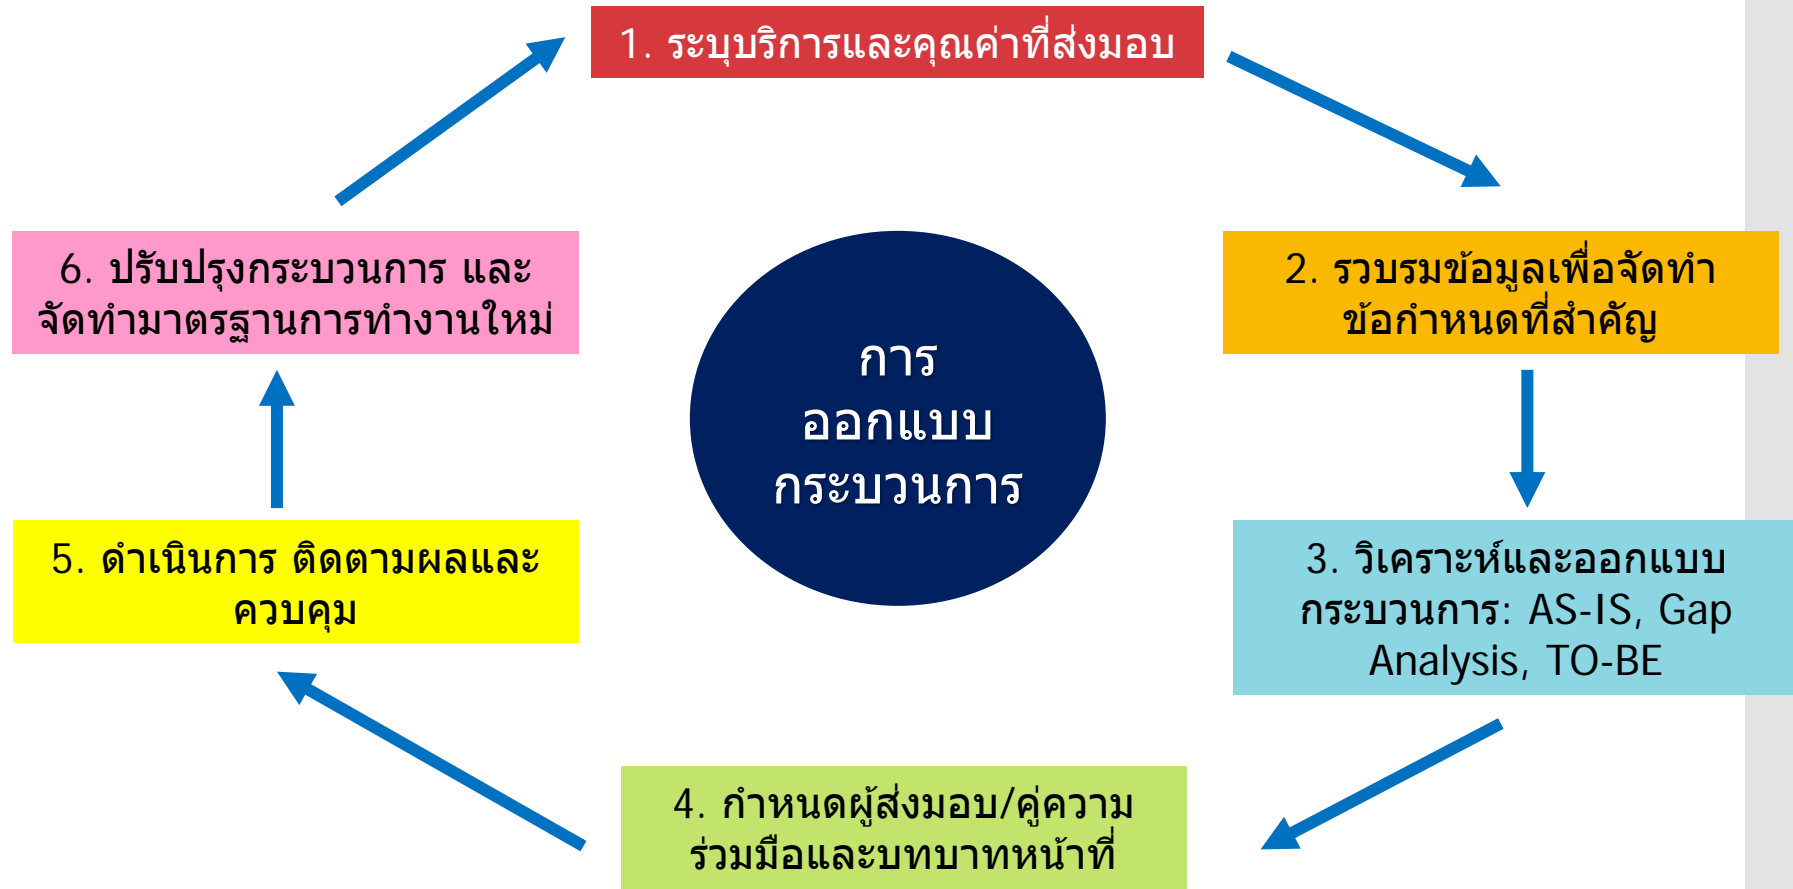 1. ระบุบริการและคุณค่าที่ส่งมอบ
2. รวบรมข้อมูลเพื่อจัดทำ
ข้อกำหนดที่สำคัญ
3. วิเคราะห์และออกแบบ
กระบวนการ: AS-IS, Gap
Analysis, TO-BE
4. กำหนดผู้ส่งมอบ/คู่ความ
ร่วมมือและบทบาทหน้าที่
5. ดำเนินการ ติดตามผลและ
ควบคุม
6. ปรับปรุงกระบวนการ และ
จัดทำมาตรฐานการทำงานใหม่
การ
ออกแบบ
กระบวนการ